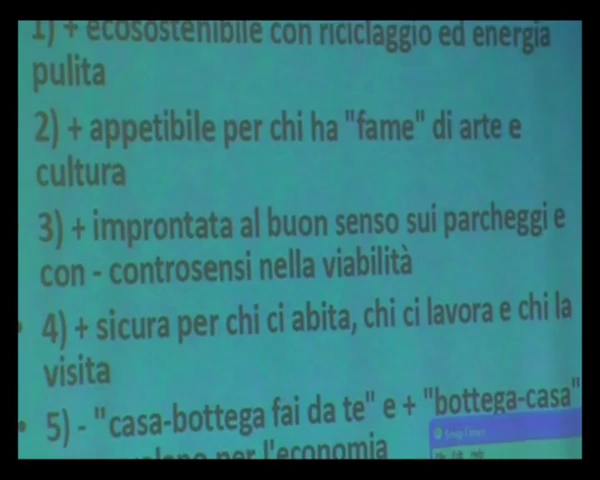 1) + ecosostenibile con riciclaggio ed energia
pulita
2) + appetibile per chi ha "fame" di arte e
cultura
3) + improntata al buon senso sui parcheggi e
con - controsensi nella viabilità
• 4) + sicura per chi ci abita, chi ci lavora e chi la
visita
• 5) - "casa-bottega fai da te" e + "bottega-casa"
per l'economia